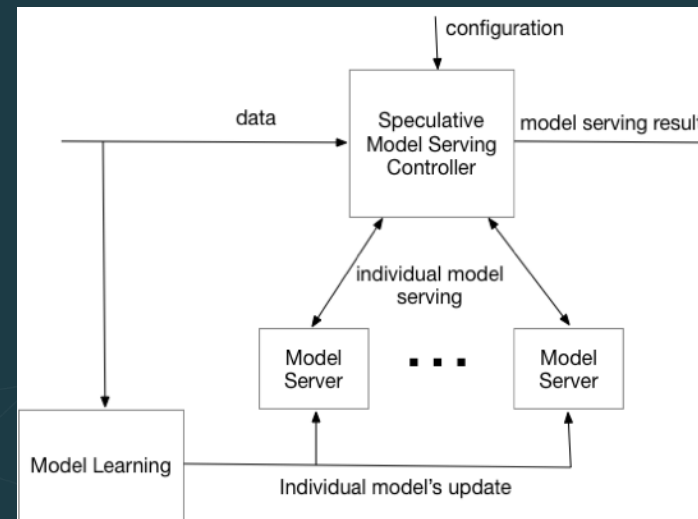 configuration
data
Speculative
Model Serving
Controller
model serving result
individual model
serving
Model
Server
Model
Server
Model Learning
Individual model's update